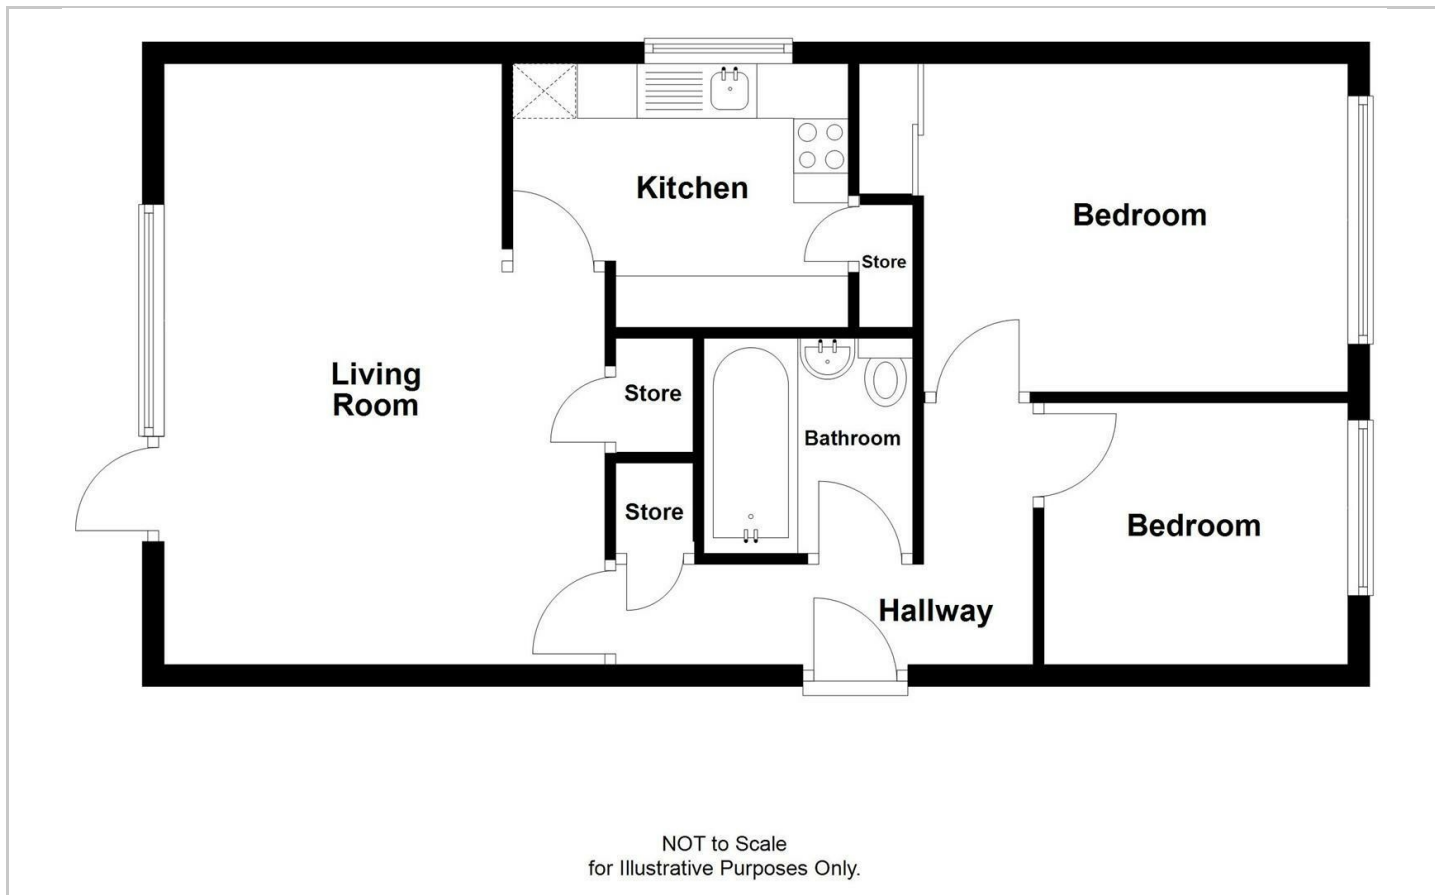 Kitchen
Bedroom
Store
Living
Room
Store
Bathroom
Store
Bedroom
Hallway
NOT to Scale
for Illustrative Purposes Only.